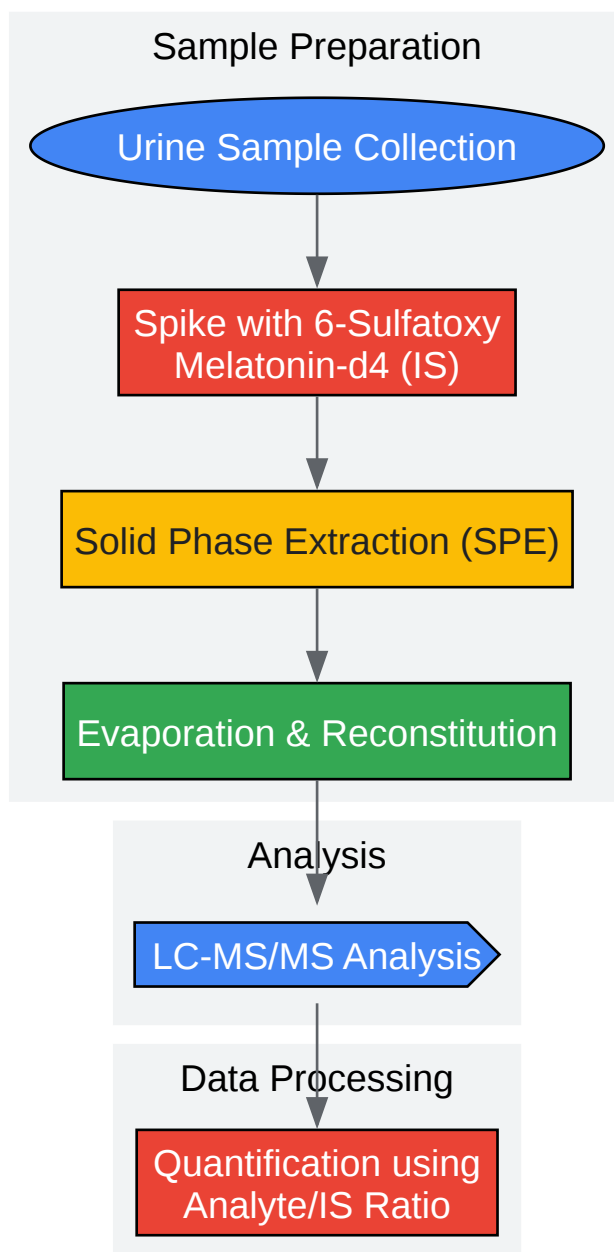 Sample Preparation
Urine Sample Collection
Spike with 6-Sulfatoxy
Melatonin-d4 (IS)
Solid Phase Extraction (SPE)
Evaporation & Reconstitution
Analysis
LC-MS/MS Analysis
Data Processing
Quantification using
Analyte/IS Ratio